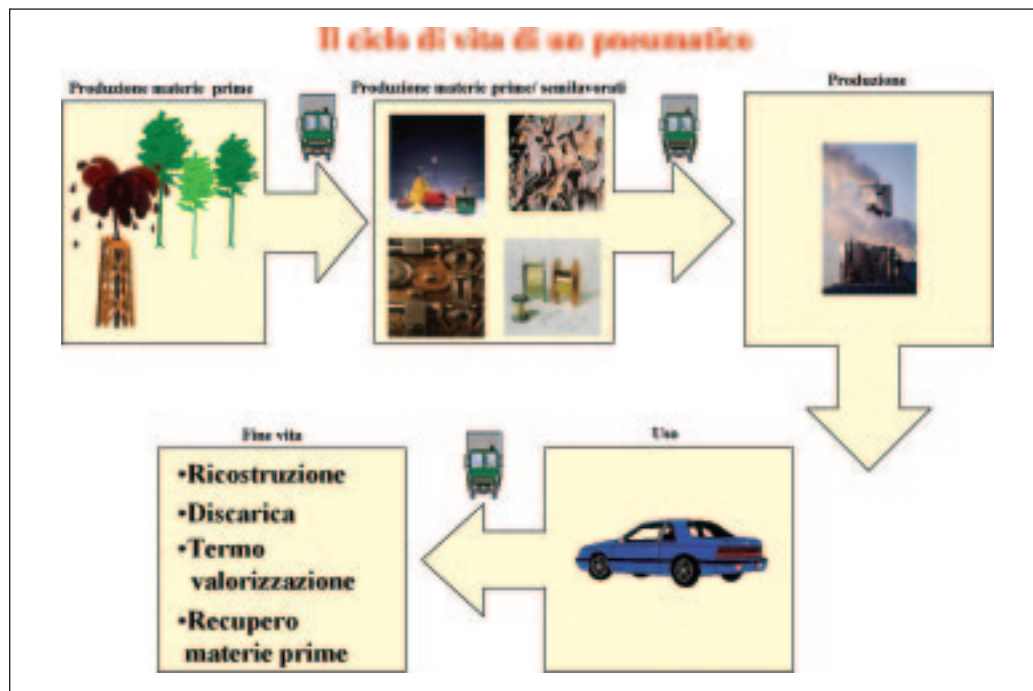 Il ciclo di vita di un pneumatico
Produzione materie prime
Produzione materie prime/ semilavorati
Produzione
Fine vita
•Ricostruzione
•Discarica
•Termo
valorizzazione
•Recupero
materie prime
Uso